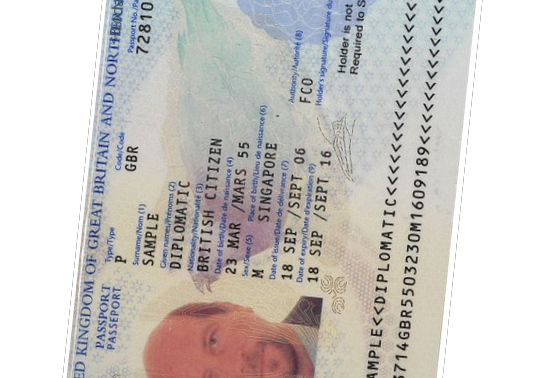 ED KINGDOM OF GREAT BRITAIN AND NORTHERN
PASSPORT
PASSEPORT
Type/Type
P
Code/Code
GBR
Passport No./Pa
72810
Surname/Nom (1)
SAMPLE
Given names/Prénoms (2)
DIPLOMATIC
Nationality/Nationalité (3)
BRITISH CITIZEN
Date of birth/Date de naissance (4)
23 MAR /MARS 55
Sex/Sexe (5)
M
Place of birth/Lieu de naissance (6)
SINGAPORE
Date of issue/Date de délivrance (7)
18 SEP /SEPT 06
Authority/Autorité (8)
FCO
Date of expiry/Date d'expiration (9)
18 SEP /SEPT 16
Holder's signature/Signature du
Holder is not
Required to S
AMPLE<<DIPLOMATIC<<<<<<<<<<<<<<<
3714GBR5503230M1609189<<<<<<<<<<